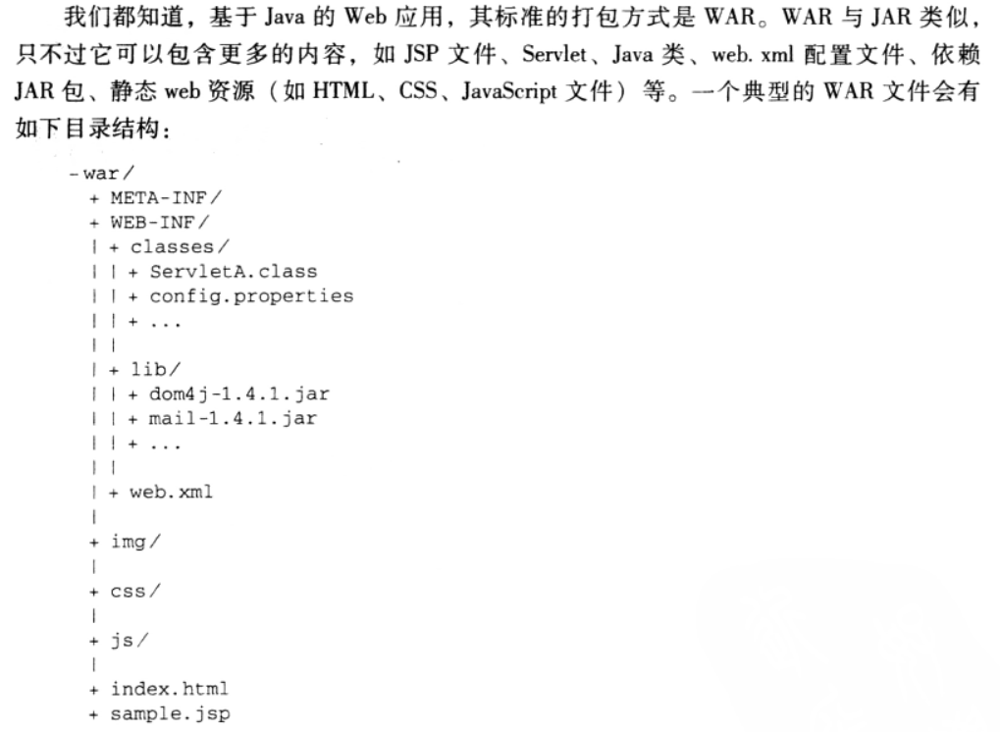 我们都知道，基于 Java 的 Web 应用，其标准的打包方式是 WAR。WAR 与 JAR 类似，
只不过它可以包含更多的内容，如 JSP 文件、Servlet、Java 类、web. xml 配置文件、依赖
JAR 包、静态 web 资源（如 HTML、CSS、JavaScript 文件）等。一个典型的 WAR 文件会有
如下目录结构：
- war/
+ META-INF/
+ WEB-INF/
| + classes/
| | + ServletA.class
| | + config.properties
| | + ...
| |
| + lib/
| | + dom4j-1.4.1.jar
| | + mail-1.4.1.jar
| | + ...
| |
| + web.xml
|
+ img/
|
+ css/
|
+ js/
|
+ index.html
+ sample.jsp